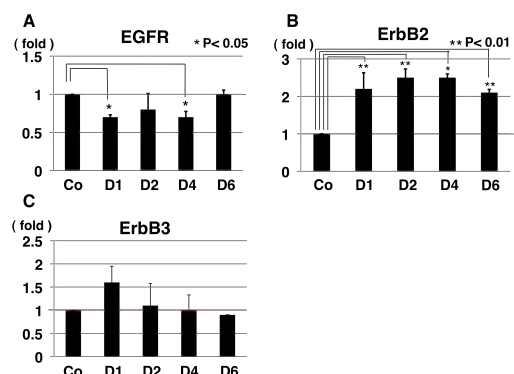 A
( fold )
EGFR
* P< 0.05
1.5
1
0.5
0
*
*
Co D1 D2 D4 D6
B
( fold )
ErbB2
** P< 0.01
3
2
1
0
**
**
*
**
Co D1 D2 D4 D6
C
( fold )
ErbB3
2.5
2
1.5
1
0.5
0
Co D1 D2 D4 D6